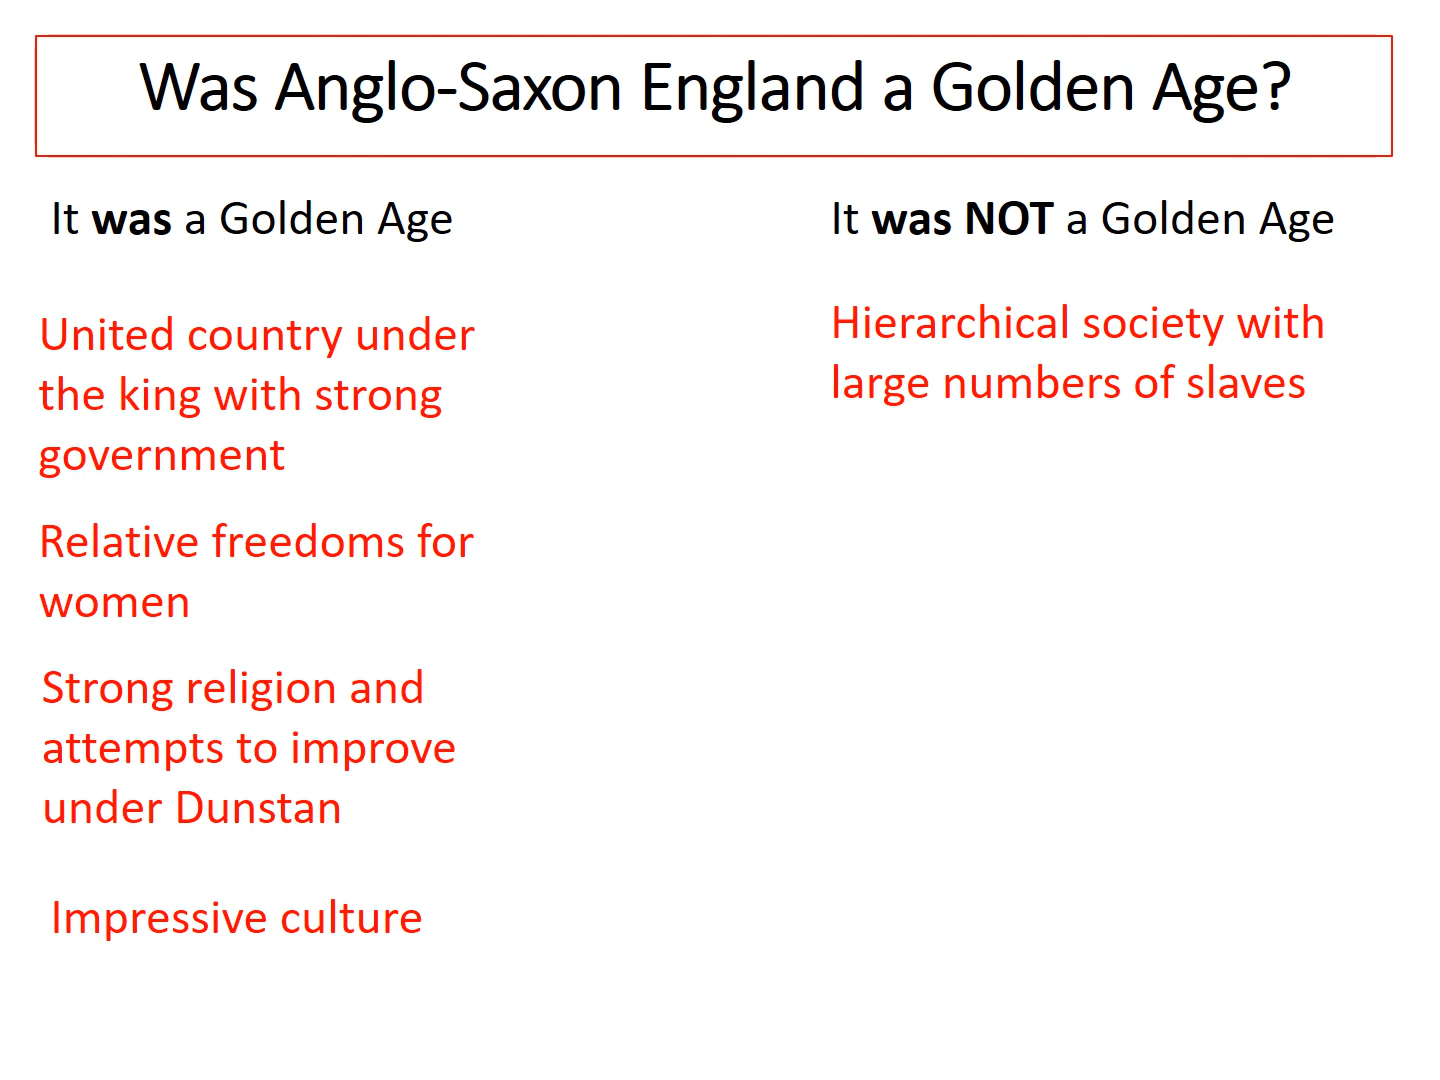 Was Anglo-Saxon England a Golden Age?
It was a Golden Age
United country under
the king with strong
government
Relative freedoms for
women
Strong religion and
attempts to improve
under Dunstan
Impressive culture
It was NOT a Golden Age
Hierarchical society with
large numbers of slaves